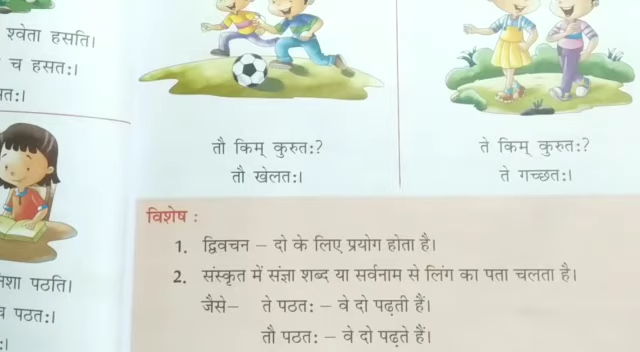 श्वेता हसति।
च हसत:।
तौ किम् कुरुत:?
तौ खेलत:।
ते किम् कुरुत:?
ते गच्छत:।
पठति।
पठत:।
विशेष :
1. द्विवचन – दो के लिए प्रयोग होता है।
2. संस्कृत में संज्ञा शब्द या सर्वनाम से लिंग का पता चलता है।
जैसे– ते पठत: – वे दो पढ़ती हैं।
तौ पठत: – वे दो पढ़ते हैं।